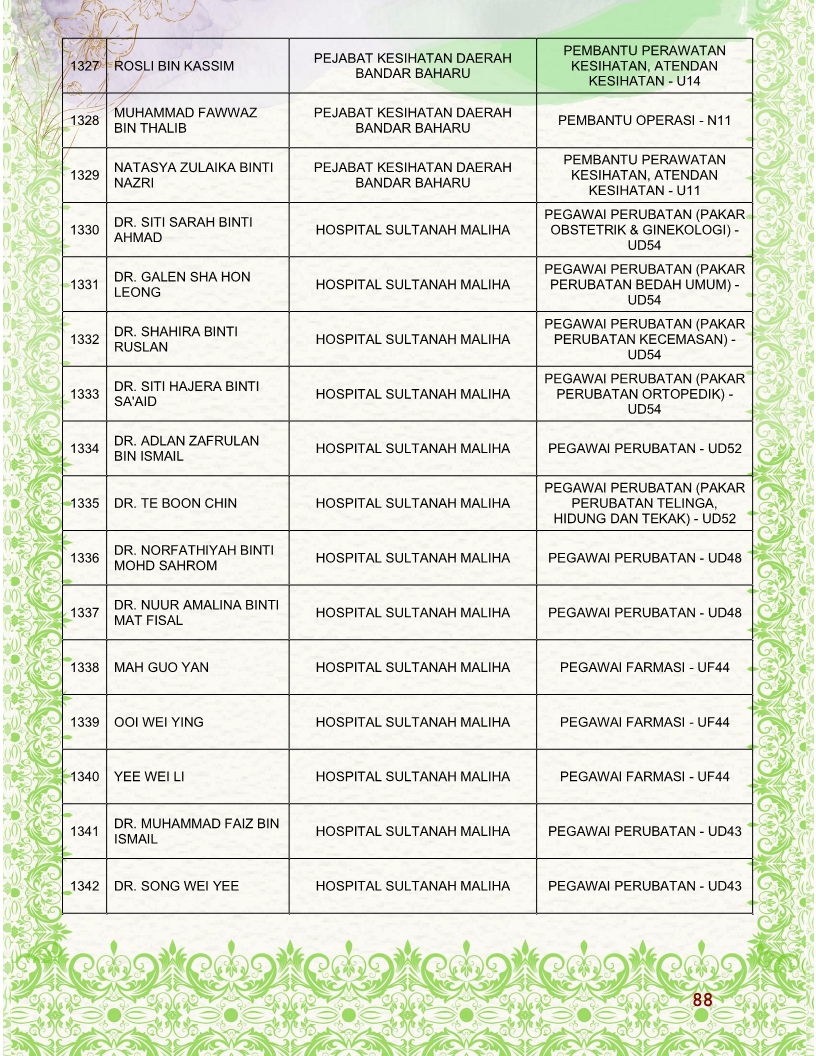 1327 ROSLI BIN KASSIM PEJABAT KESIHATAN DAERAH BANDAR BAHARU PEMBANTU PERAWATAN KESIHATAN, ATENDAN KESIHATAN - U14
1328 MUHAMMAD FAWWAZ BIN THALIB PEJABAT KESIHATAN DAERAH BANDAR BAHARU PEMBANTU OPERASI - N11
1329 NATASYA ZULAIKA BINTI NAZRI PEJABAT KESIHATAN DAERAH BANDAR BAHARU PEMBANTU PERAWATAN KESIHATAN, ATENDAN KESIHATAN - U11
1330 DR. SITI SARAH BINTI AHMAD HOSPITAL SULTANAH MALIHA PEGAWAI PERUBATAN (PAKAR OBSTETRIK & GINEKOLOGI) - UD54
1331 DR. GALEN SHA HON LEONG HOSPITAL SULTANAH MALIHA PEGAWAI PERUBATAN (PAKAR PERUBATAN BEDAH UMUM) - UD54
1332 DR. SHAHIRA BINTI RUSLAN HOSPITAL SULTANAH MALIHA PEGAWAI PERUBATAN (PAKAR PERUBATAN KECEMASAN) - UD54
1333 DR. SITI HAJERA BINTI SA'AID HOSPITAL SULTANAH MALIHA PEGAWAI PERUBATAN (PAKAR PERUBATAN ORTOPEDIK) - UD54
1334 DR. ADLAN ZAFRULAN BIN ISMAIL HOSPITAL SULTANAH MALIHA PEGAWAI PERUBATAN - UD52
1335 DR. TE BOON CHIN HOSPITAL SULTANAH MALIHA PEGAWAI PERUBATAN (PAKAR PERUBATAN TELINGA, HIDUNG DAN TEKAK) - UD52
1336 DR. NORFATHIYAH BINTI MOHD SAHROM HOSPITAL SULTANAH MALIHA PEGAWAI PERUBATAN - UD48
1337 DR. NUUR AMALINA BINTI MAT FISAL HOSPITAL SULTANAH MALIHA PEGAWAI PERUBATAN - UD48
1338 MAH GUO YAN HOSPITAL SULTANAH MALIHA PEGAWAI FARMASI - UF44
1339 OOI WEI YING HOSPITAL SULTANAH MALIHA PEGAWAI FARMASI - UF44
1340 YEE WEI LI HOSPITAL SULTANAH MALIHA PEGAWAI FARMASI - UF44
1341 DR. MUHAMMAD FAIZ BIN ISMAIL HOSPITAL SULTANAH MALIHA PEGAWAI PERUBATAN - UD43
1342 DR. SONG WEI YEE HOSPITAL SULTANAH MALIHA PEGAWAI PERUBATAN - UD43
88